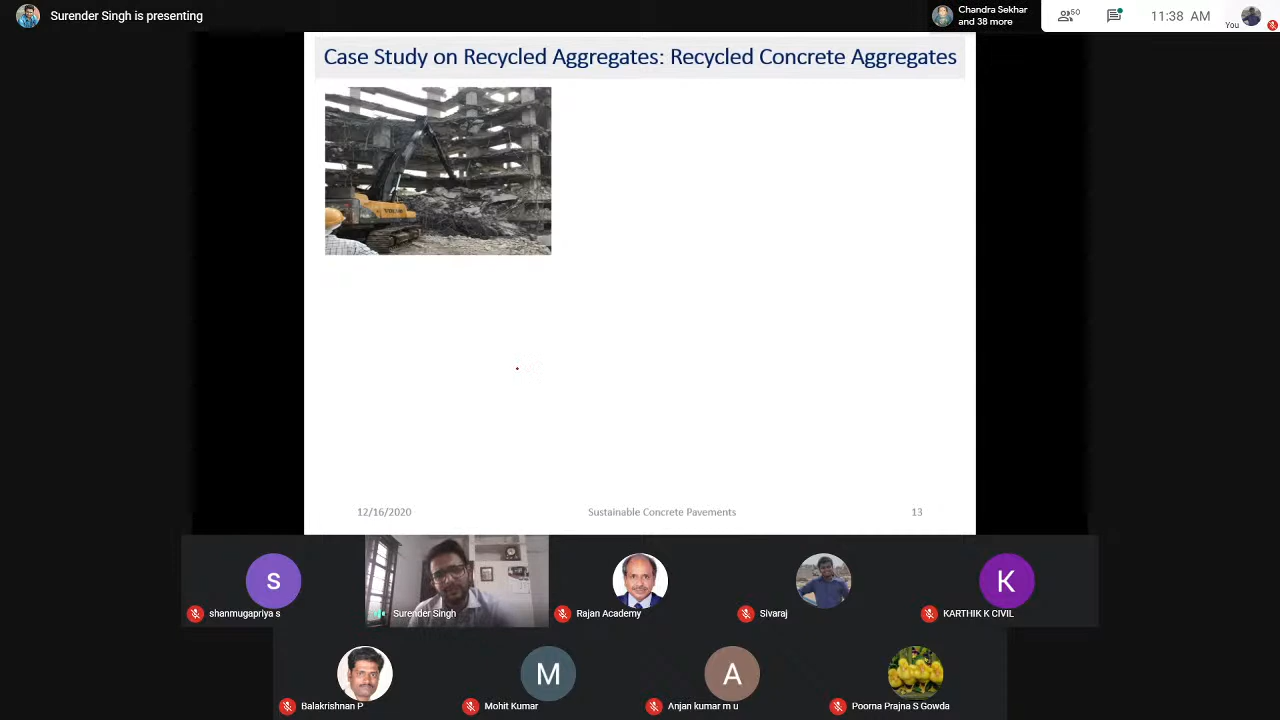 Surender Singh is presenting
Chandra Sekhar
and 38 more
50
11:38 AM
You
Case Study on Recycled Aggregates: Recycled Concrete Aggregates
12/16/2020
Sustainable Concrete Pavements
13
s
shanmugapriya s
Surender Singh
Rajan Academy
Sivaraj
K
KARTHIK K CIVIL
Balakrishnan P
M
Mohit Kumar
A
Anjan kumar m u
Poorna Prajna S Gowda